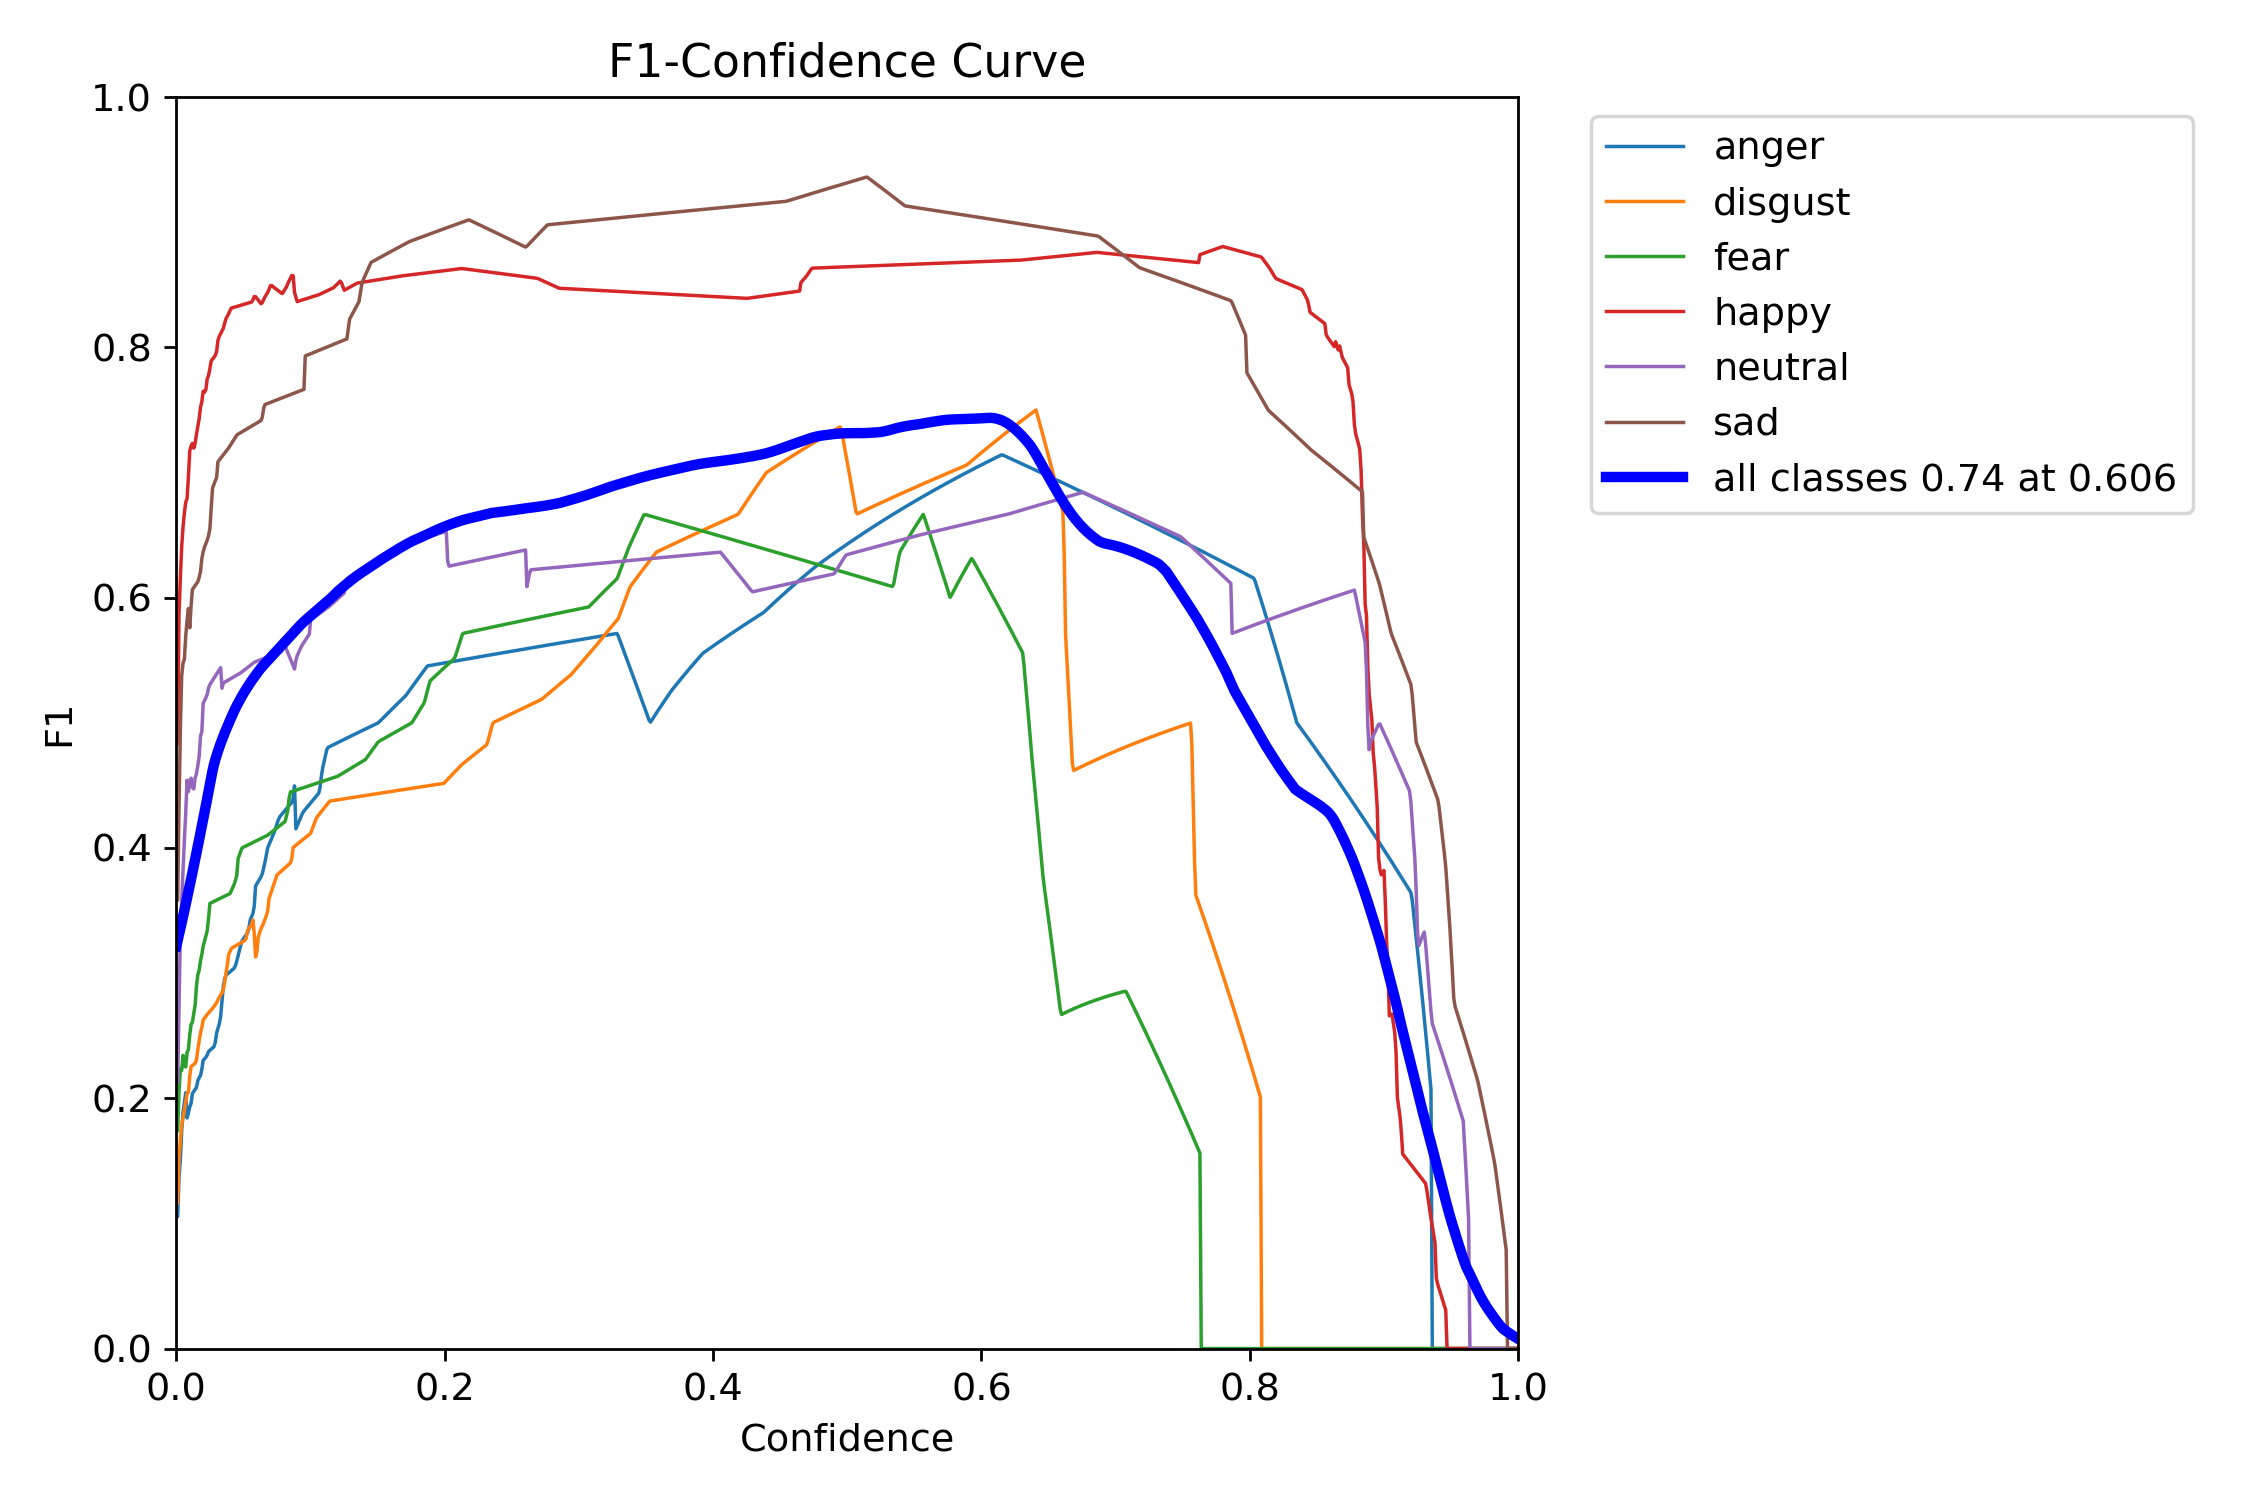 F1-Confidence Curve
1.0
0.8
0.6
0.4
0.2
0.0
F1
0.0 0.2 0.4 0.6 0.8 1.0
Confidence
anger
disgust
fear
happy
neutral
sad
all classes 0.74 at 0.606